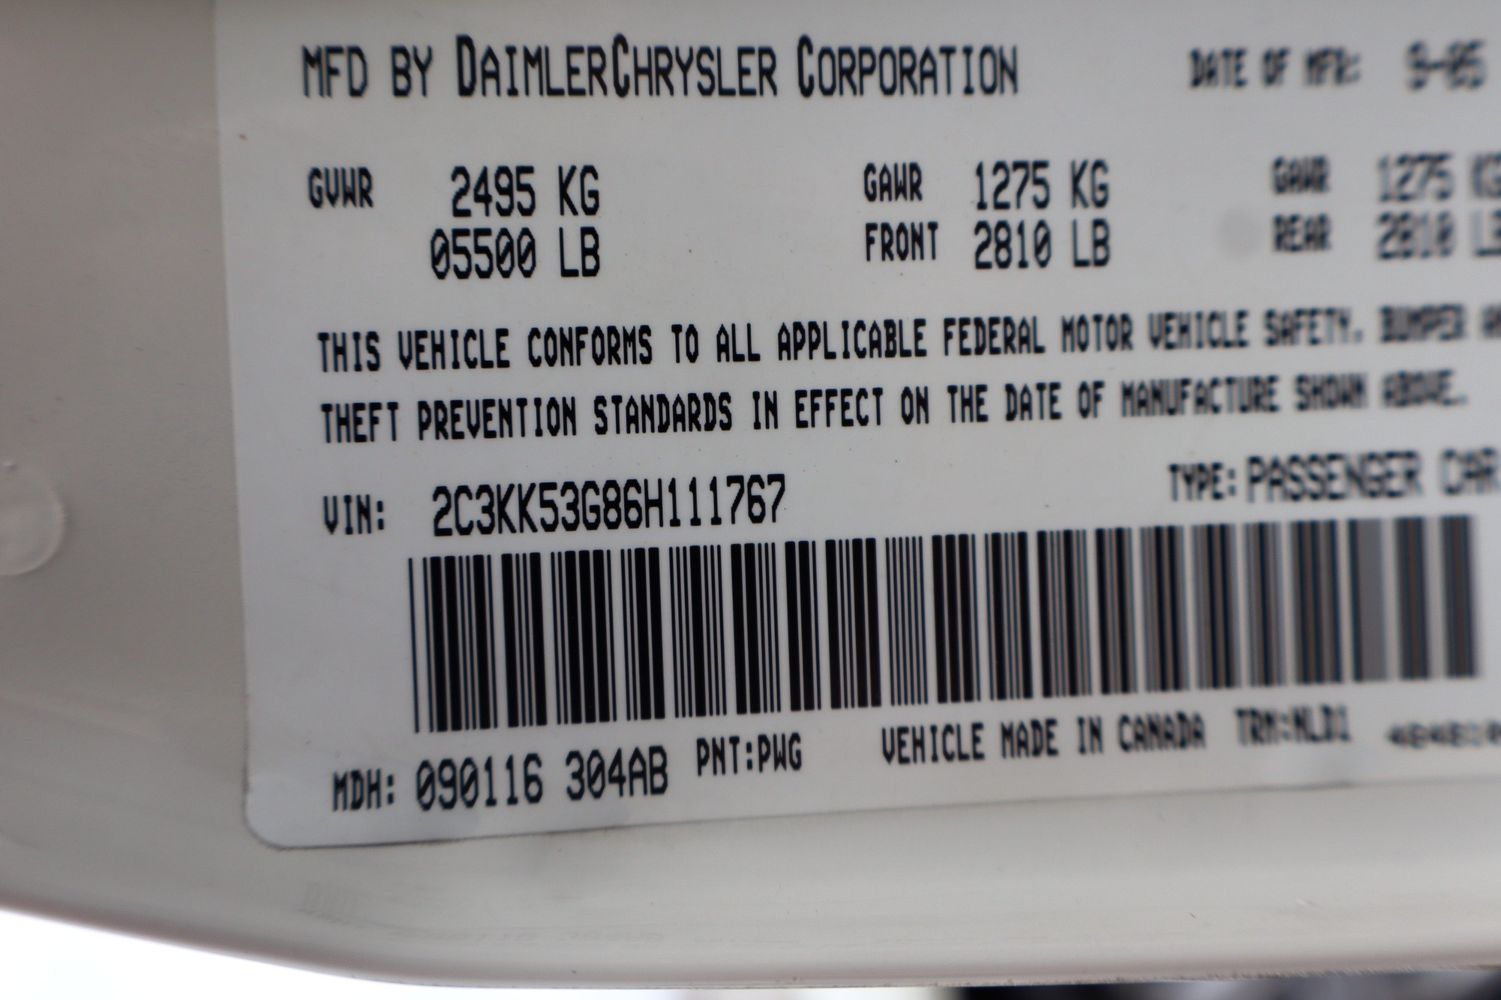 MFD BY DAIMLERCHRYSLER CORPORATION DATE OF MFR: 9-05
GVWR 2495 KG GAWR 1275 KG GAWR 1275 KG
05500 LB FRONT 2810 LB REAR 2810 LB
THIS VEHICLE CONFORMS TO ALL APPLICABLE FEDERAL MOTOR VEHICLE SAFETY, BUMPER
THEFT PREVENTION STANDARDS IN EFFECT ON THE DATE OF MANUFACTURE SHOWN ABOVE.
VIN: 2C3KK53G86H111767 TYPE: PASSENGER CAR
MDH: 090116 304AB PNT:PWG VEHICLE MADE IN CANADA TRM:NLD1